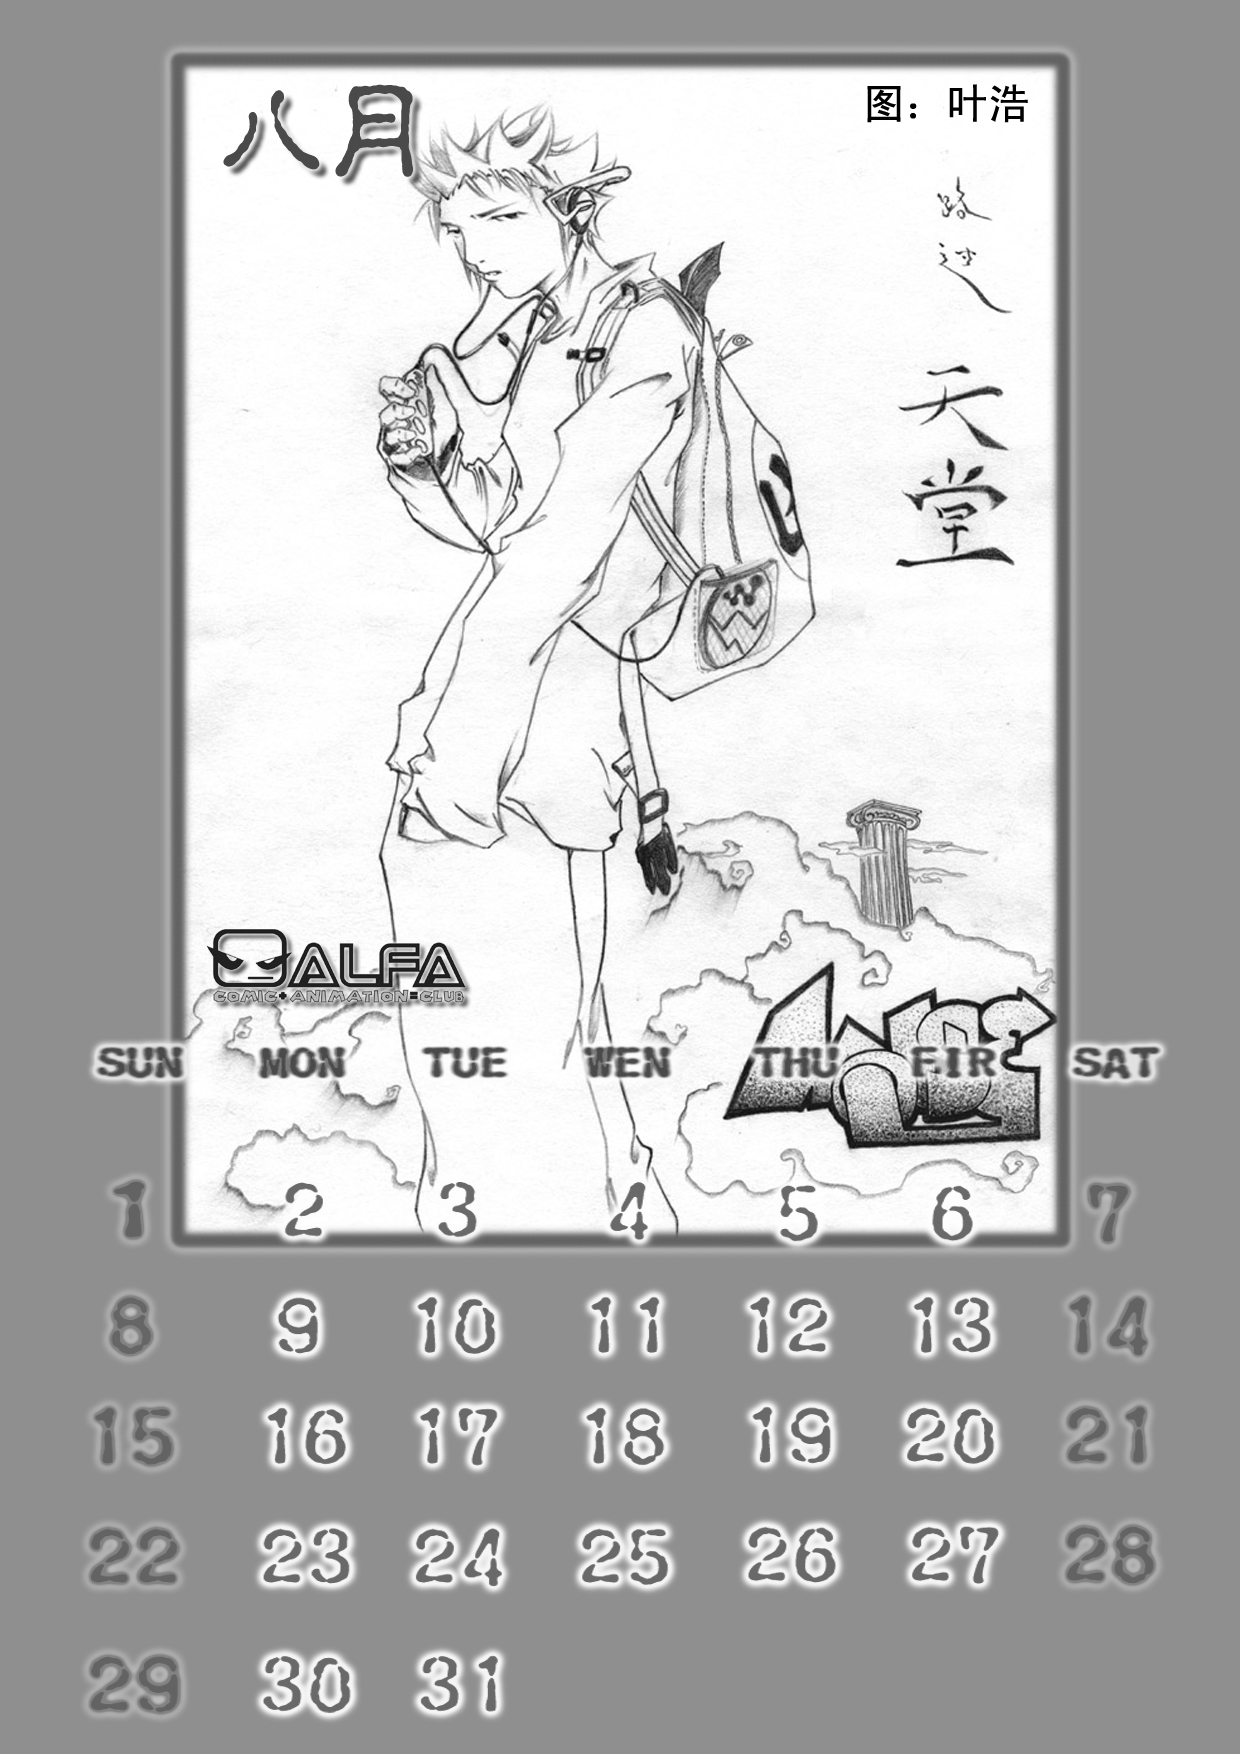 八月
图：叶浩
路过
天堂
ALFA
COMIC+ANIMATION=CLUB
SUN MON TUE WEN THU F.IR SAT
1 2 3 4 5 6 7
8 9 10 11 12 13 14
15 16 17 18 19 20 21
22 23 24 25 26 27 28
29 30 31